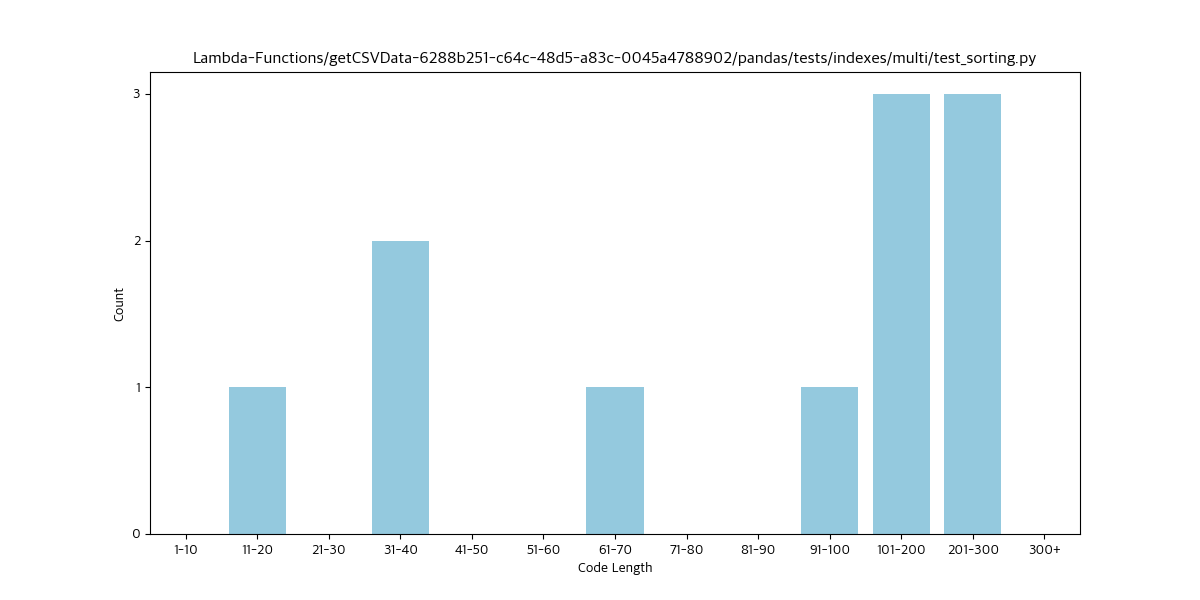 Lambda-Functions/getCSVData-6288b251-c64c-48d5-a83c-0045a4788902/pandas/tests/indexes/multi/test_sorting.py
3
2
1
0
Count
1-10 11-20 21-30 31-40 41-50 51-60 61-70 71-80 81-90 91-100 101-200 201-300 300+
Code Length